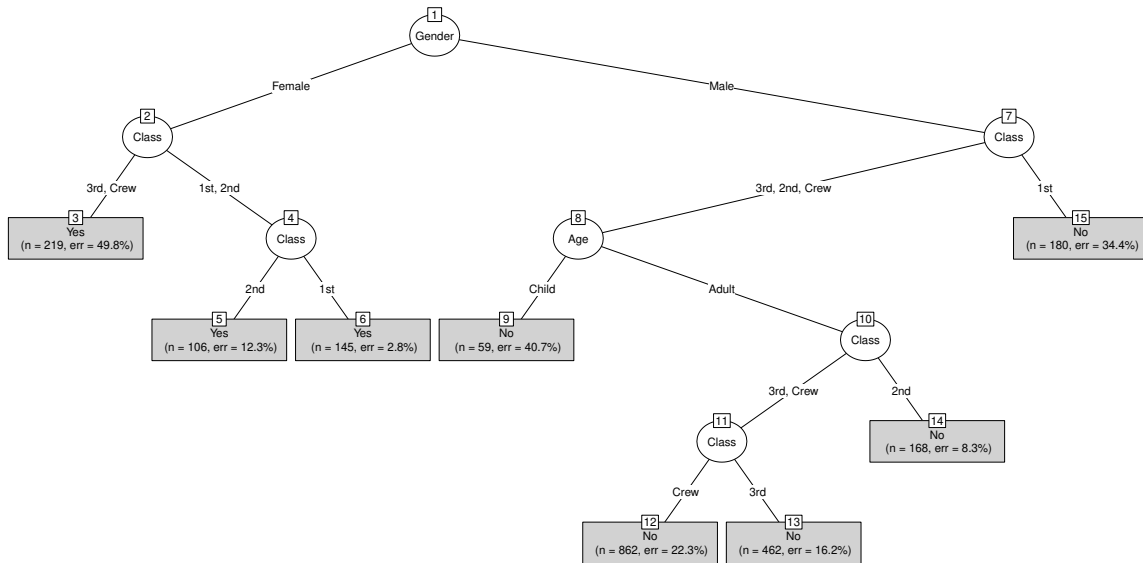 1
Gender
Female
Male
2
Class
7
Class
3rd, Crew
1st, 2nd
3rd, 2nd, Crew
1st
3
Yes
(n = 219, err = 49.8%)
4
Class
8
Age
15
No
(n = 180, err = 34.4%)
2nd
1st
Child
Adult
5
Yes
(n = 106, err = 12.3%)
6
Yes
(n = 145, err = 2.8%)
9
No
(n = 59, err = 40.7%)
10
Class
3rd, Crew
2nd
11
Class
14
No
(n = 168, err = 8.3%)
Crew
3rd
12
No
(n = 862, err = 22.3%)
13
No
(n = 462, err = 16.2%)